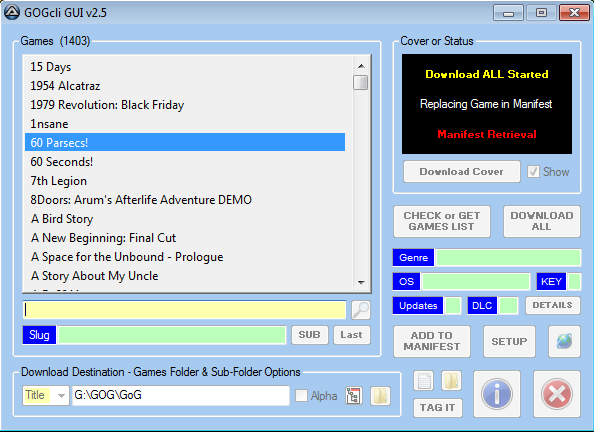 GOGcli GUI v2.5
Games (1403)
15 Days
1954 Alcatraz
1979 Revolution: Black Friday
1nsane
60 Parsecs!
60 Seconds!
7th Legion
8Doors: Arum's Afterlife Adventure DEMO
A Bird Story
A New Beginning: Final Cut
A Space for the Unbound - Prologue
A Story About My Uncle
Slug
SUB
Last
Cover or Status
Download ALL Started
Replacing Game in Manifest
Manifest Retrieval
Download Cover
Show
CHECK or GET
GAMES LIST
DOWNLOAD
ALL
Genre
OS
KEY
Updates
DLC
DETAILS
ADD TO
MANIFEST
SETUP
Download Destination - Games Folder & Sub-Folder Options
Title
G:\GOG\GoG
Alpha
TAG IT